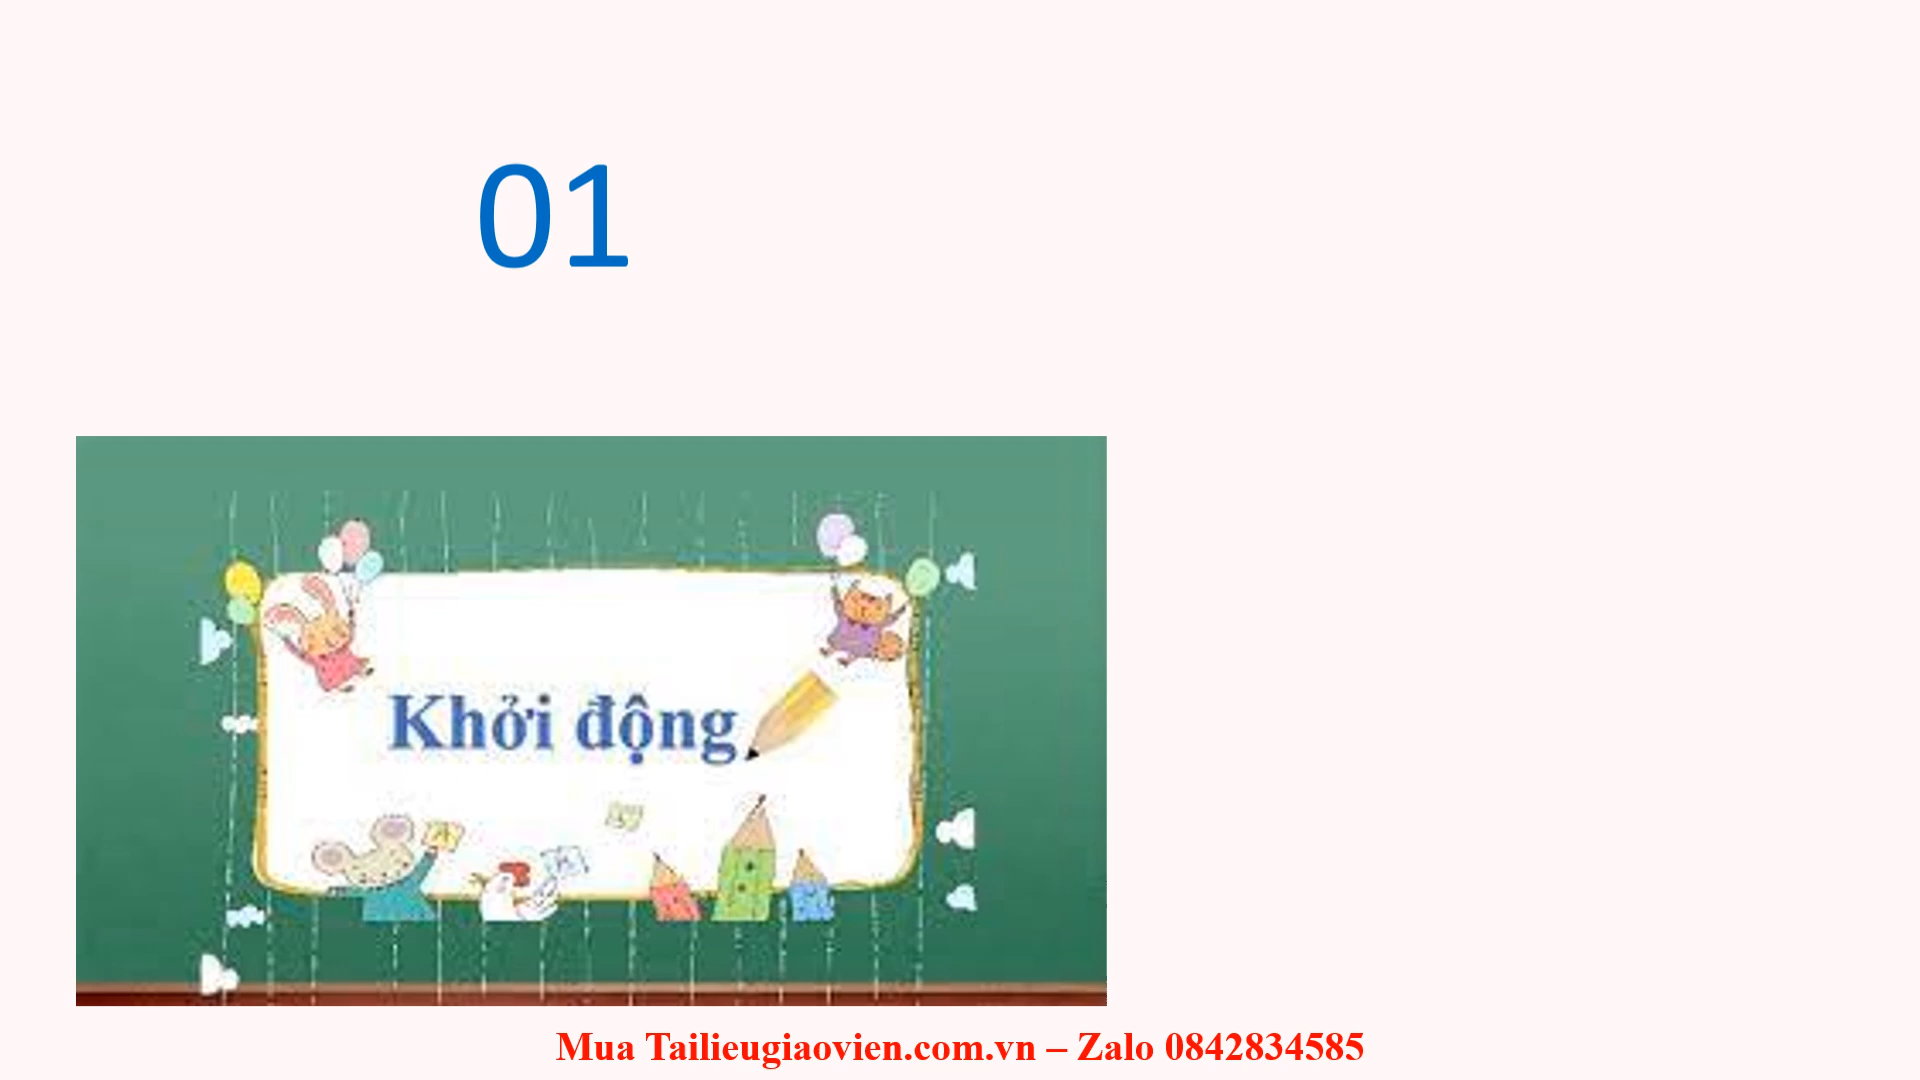 01
Khởi động
Mua Tailieugiaovien.com.vn – Zalo 0842834585